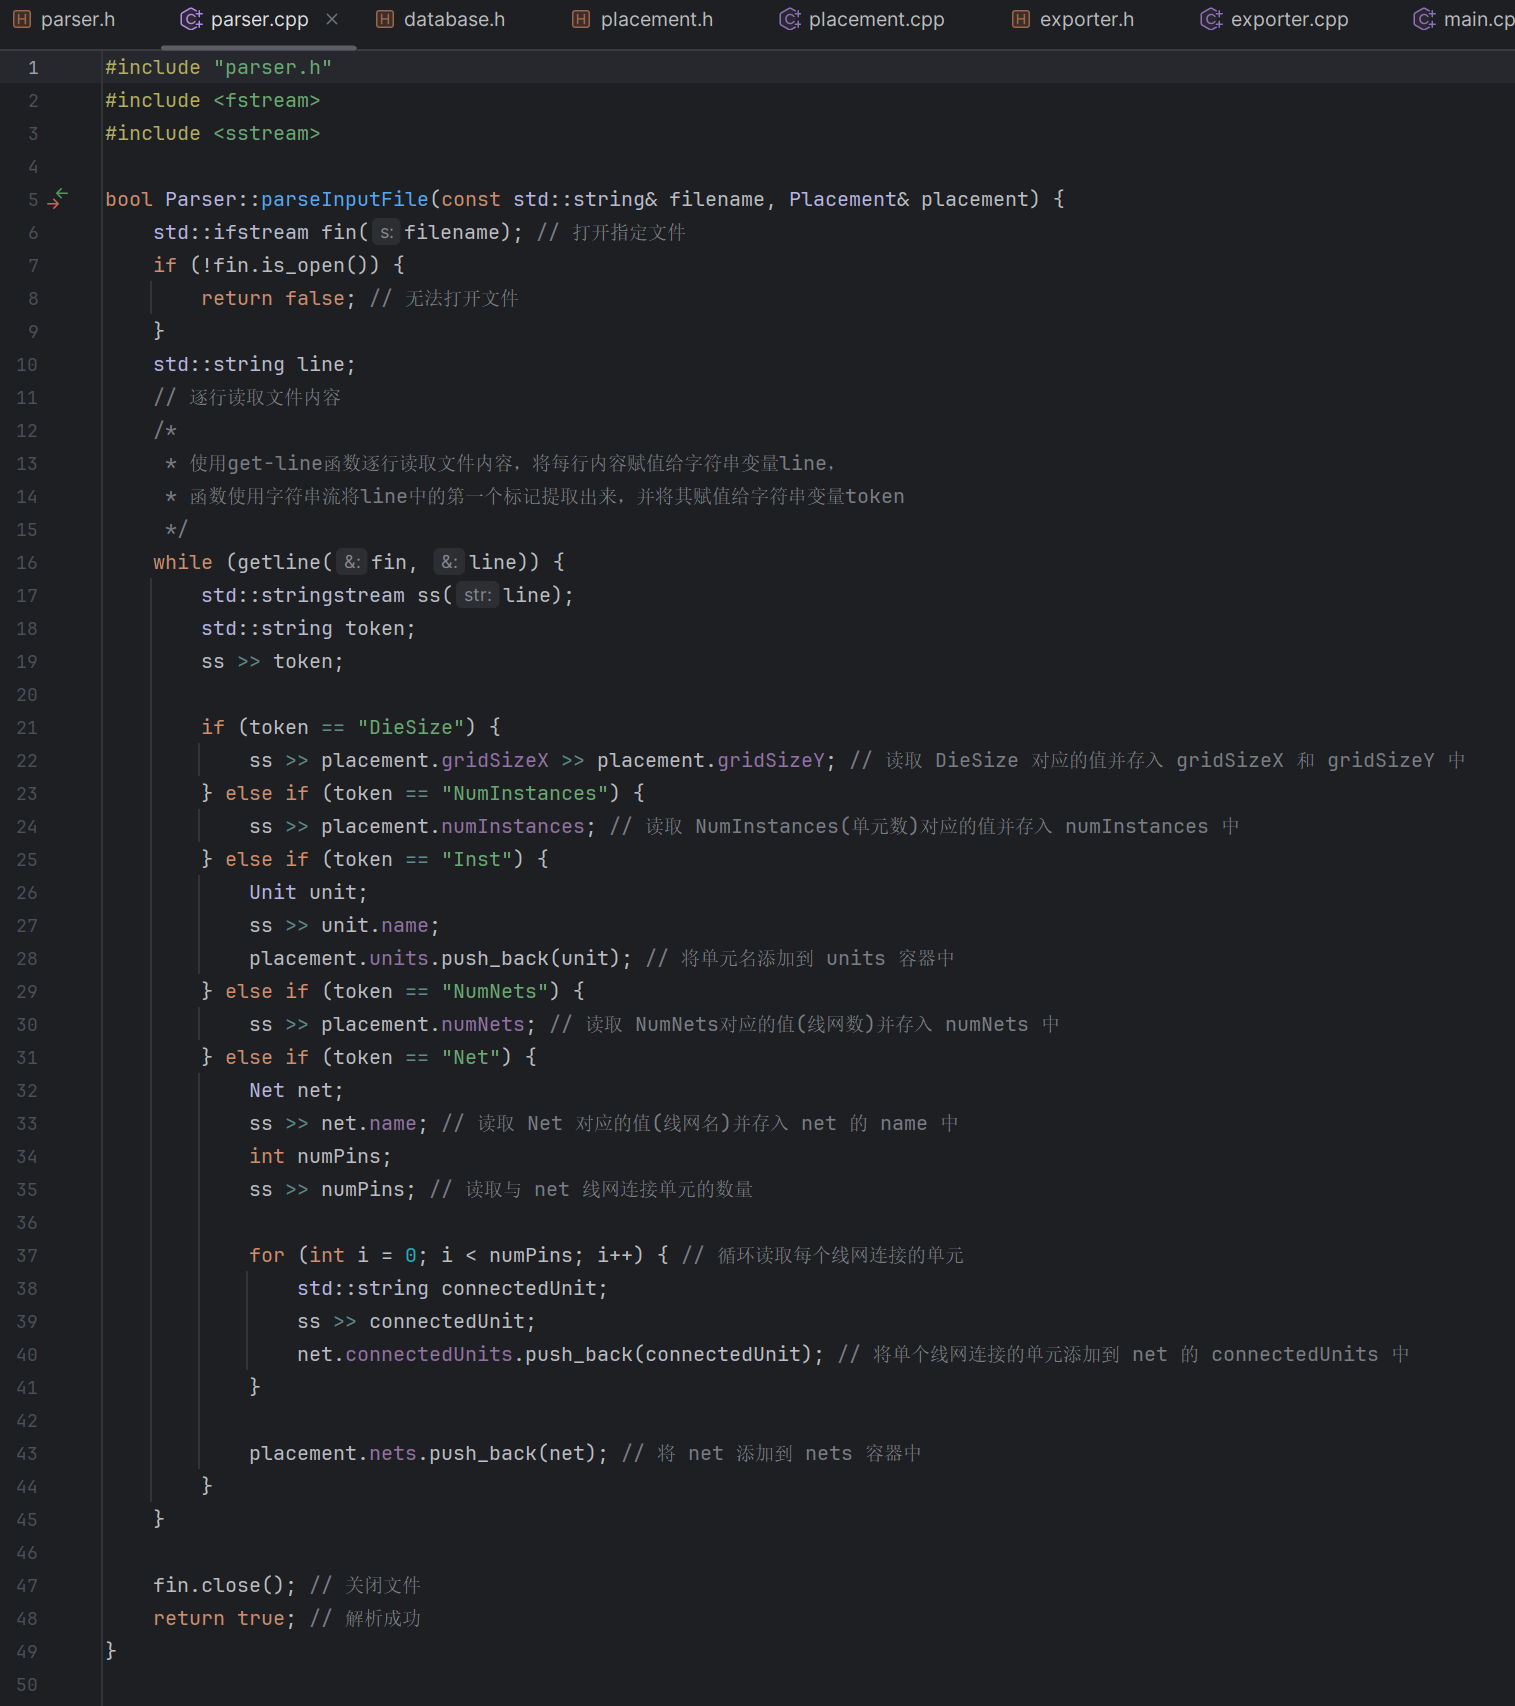 parser.h parser.cpp database.h placement.h placement.cpp exporter.h exporter.cpp main.cp
1 #include "parser.h"
2 #include <fstream>
3 #include <sstream>
4
5 bool Parser::parseInputFile(const std::string& filename, Placement& placement) {
6 std::ifstream fin( s: filename); // 打开指定文件
7 if (!fin.is_open()) {
8 return false; // 无法打开文件
9 }
10 std::string line;
11 // 逐行读取文件内容
12 /*
13 * 使用get-line函数逐行读取文件内容，将每行内容赋值给字符串变量line，
14 * 函数使用字符串流将line中的第一个标记提取出来，并将其赋值给字符串变量token
15 */
16 while (getline( &: fin, &: line)) {
17 std::stringstream ss( str: line);
18 std::string token;
19 ss >> token;
20
21 if (token == "DieSize") {
22 ss >> placement.gridSizeX >> placement.gridSizeY; // 读取 DieSize 对应的值并存入 gridSizeX 和 gridSizeY 中
23 } else if (token == "NumInstances") {
24 ss >> placement.numInstances; // 读取 NumInstances(单元数)对应的值并存入 numInstances 中
25 } else if (token == "Inst") {
26 Unit unit;
27 ss >> unit.name;
28 placement.units.push_back(unit); // 将单元名添加到 units 容器中
29 } else if (token == "NumNets") {
30 ss >> placement.numNets; // 读取 NumNets对应的值(线网数)并存入 numNets 中
31 } else if (token == "Net") {
32 Net net;
33 ss >> net.name; // 读取 Net 对应的值(线网名)并存入 net 的 name 中
34 int numPins;
35 ss >> numPins; // 读取与 net 线网连接单元的数量
36
37 for (int i = 0; i < numPins; i++) { // 循环读取每个线网连接的单元
38 std::string connectedUnit;
39 ss >> connectedUnit;
40 net.connectedUnits.push_back(connectedUnit); // 将单个线网连接的单元添加到 net 的 connectedUnits 中
41 }
42
43 placement.nets.push_back(net); // 将 net 添加到 nets 容器中
44 }
45 }
46
47 fin.close(); // 关闭文件
48 return true; // 解析成功
49 }
50